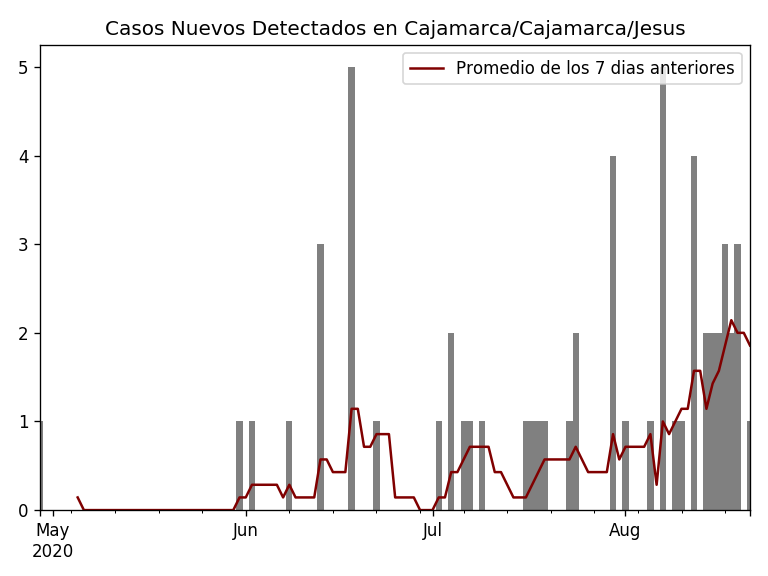 Casos Nuevos Detectados en Cajamarca/Cajamarca/Jesus
Promedio de los 7 dias anteriores
5
4
3
2
1
0
May Jun Jul Aug
2020